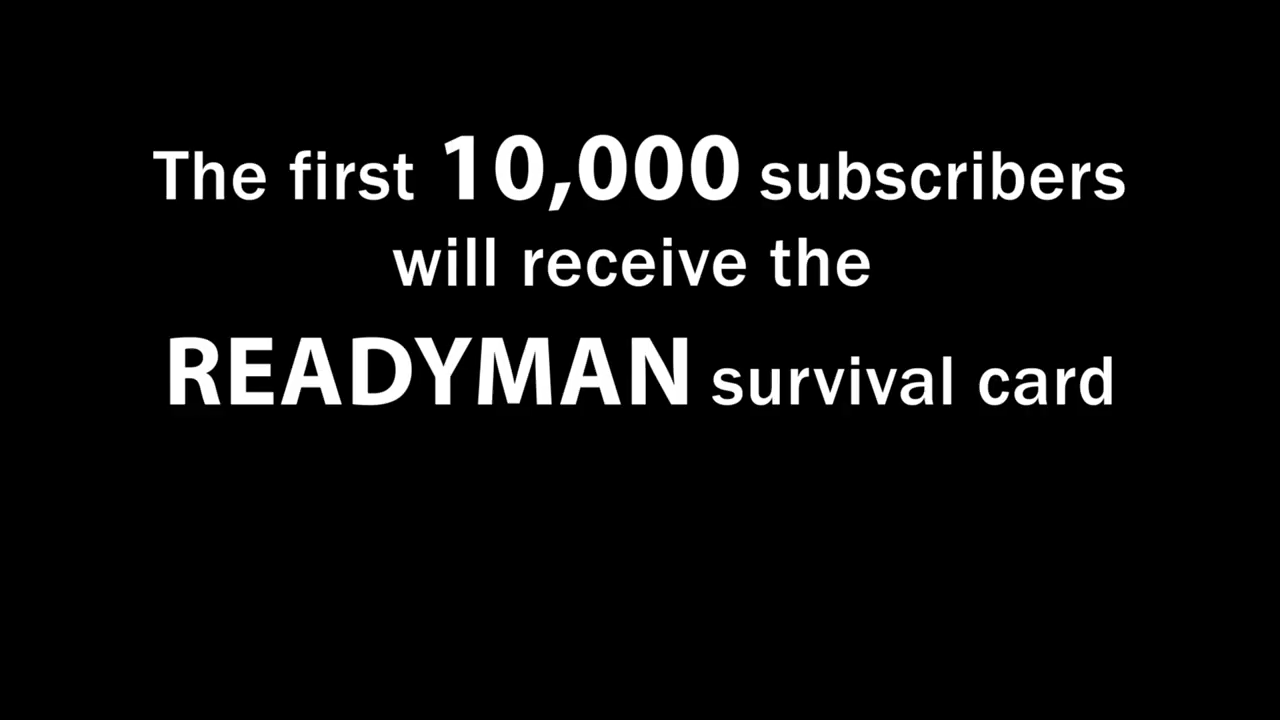 The first 10,000 subscribers
will receive the
READYMAN survival card